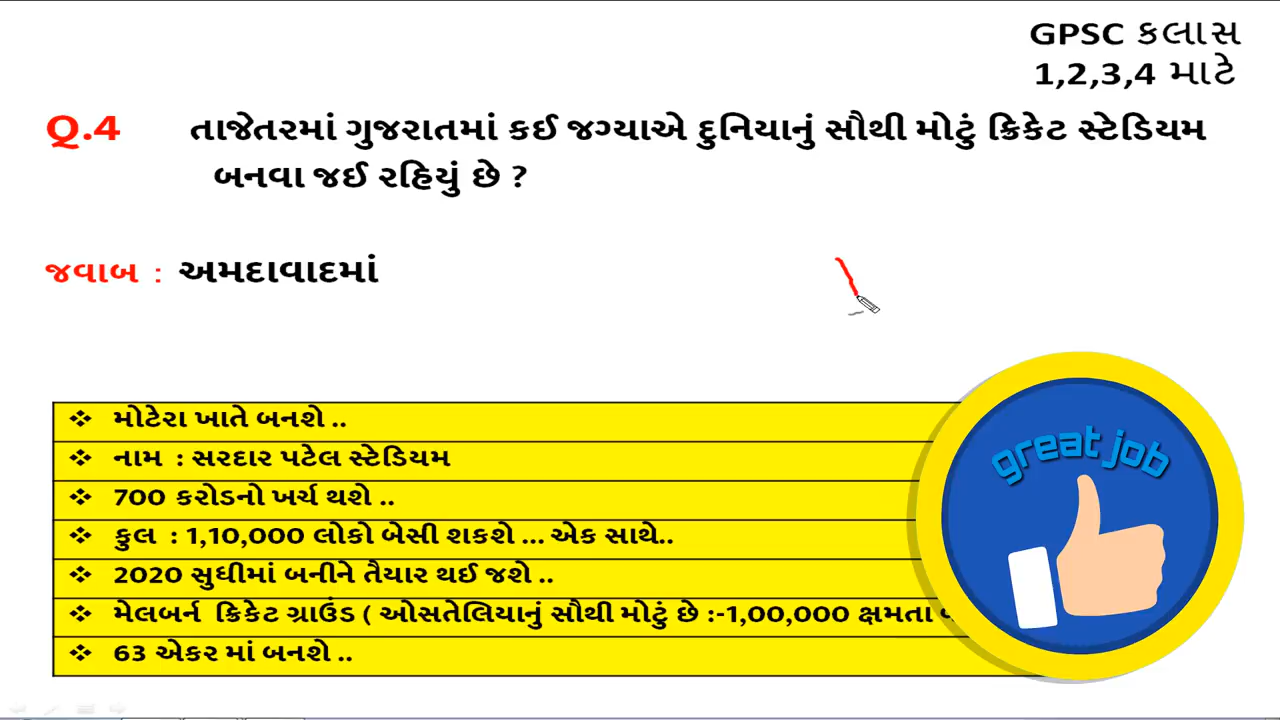 GPSC કલાસ
1,2,3,4 માટે
Q.4 તાજેતરમાં ગુજરાતમાં કઈ જગ્યાએ દુનિયાનું સૌથી મોટું ક્રિકેટ સ્ટેડિયમ
બનવા જઈ રહિયું છે ?
જવાબ : અમદાવાદમાં
❖ મોટેરા ખાતે બનશે ..
❖ નામ : સરદાર પટેલ સ્ટેડિયમ
❖ 700 કરોડનો ખર્ચ થશે ..
❖ કુલ : 1,10,000 લોકો બેસી શકશે ... એક સાથે..
❖ 2020 સુધીમાં બનીને તૈયાર થઈ જશે ..
❖ મેલબર્ન ક્રિકેટ ગ્રાઉંડ ( ઓસતેલિયાનું સૌથી મોટું છે :-1,00,000 ક્ષમતા
❖ 63 એકર માં બનશે ..
great job